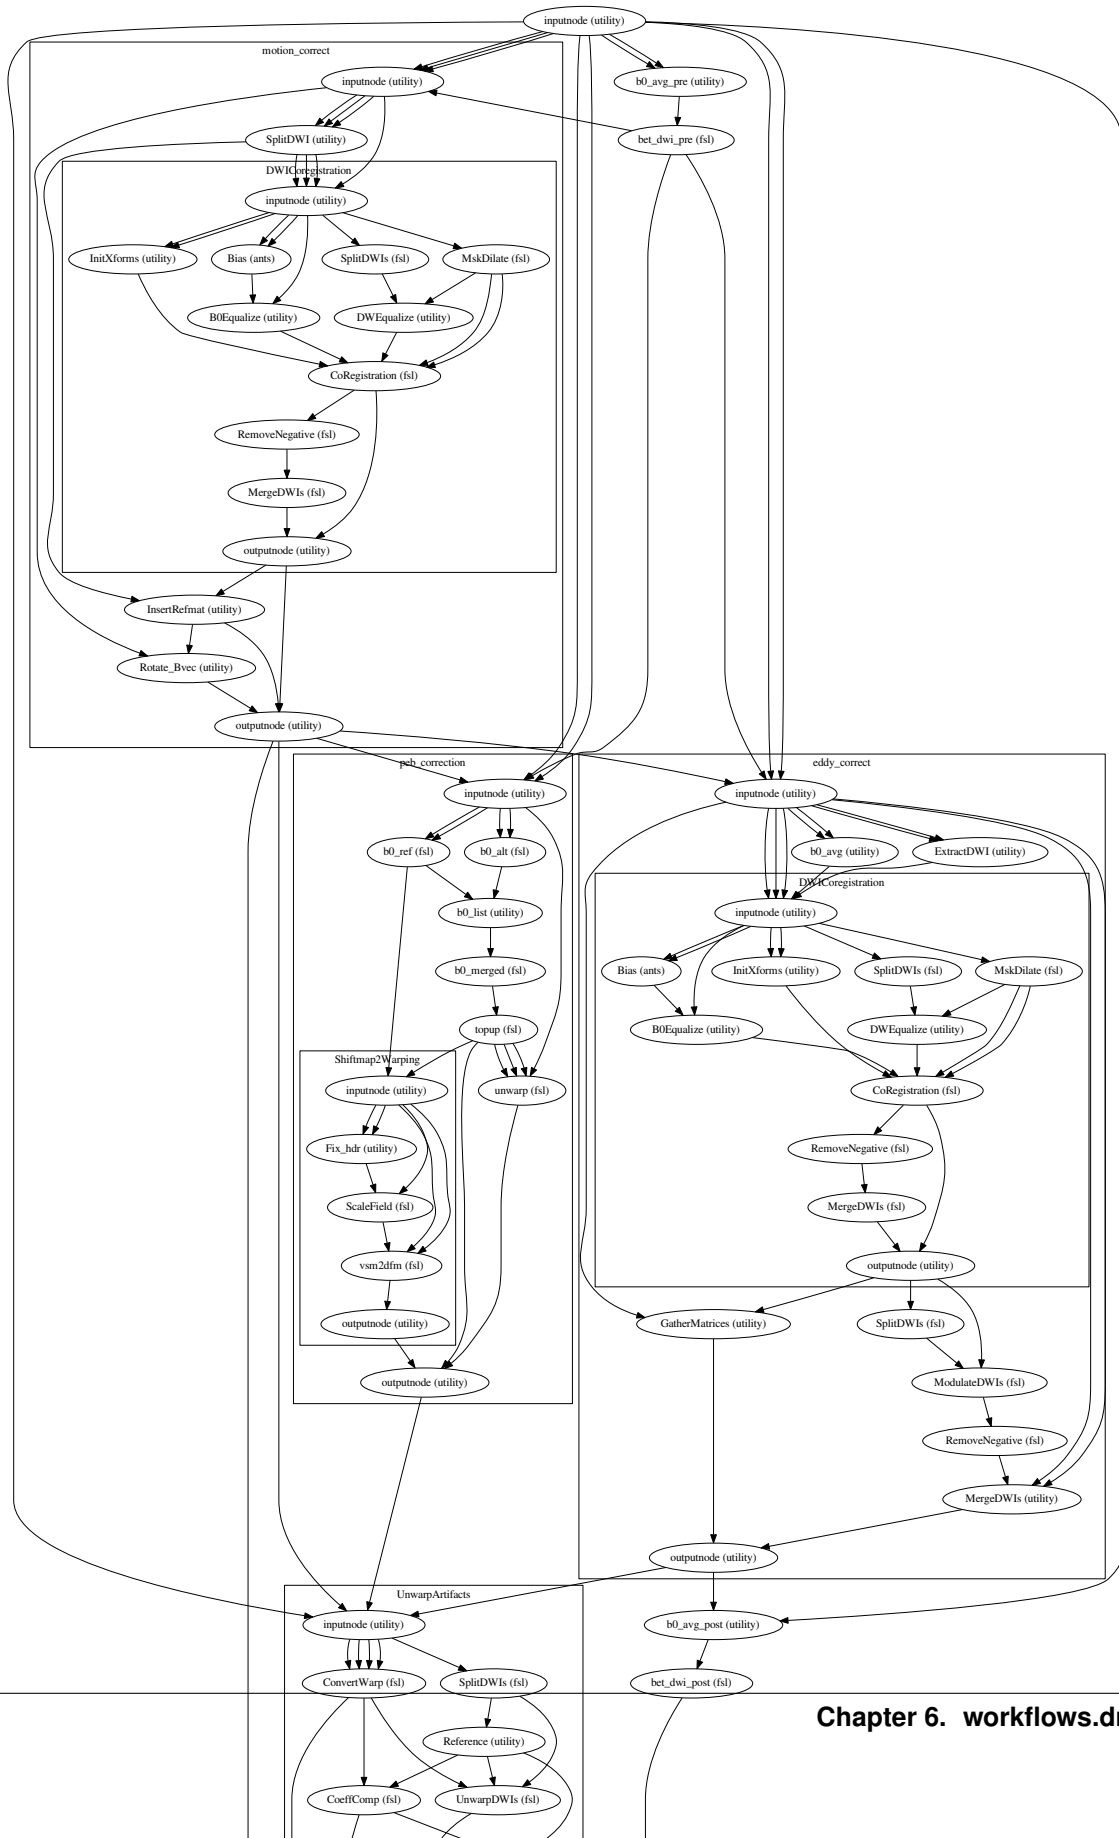 inputnode (utility)
motion_correct
inputnode (utility)
b0_avg_pre (utility)
SplitDWI (utility)
bet_dwi_pre (fsl)
DWICoregistration
inputnode (utility)
InitXforms (utility)
Bias (ants)
SplitDWIs (fsl)
MskDilate (fsl)
B0Equalize (utility)
DWEqualize (utility)
CoRegistration (fsl)
RemoveNegative (fsl)
MergeDWIs (fsl)
outputnode (utility)
InsertRefmat (utility)
Rotate_Bvec (utility)
outputnode (utility)
peb_correction
eddy_correct
inputnode (utility)
inputnode (utility)
b0_ref (fsl)
b0_alt (fsl)
b0_avg (utility)
ExtractDWI (utility)
DWICoregistration
b0_list (utility)
inputnode (utility)
b0_merged (fsl)
Bias (ants)
InitXforms (utility)
SplitDWIs (fsl)
MskDilate (fsl)
topup (fsl)
B0Equalize (utility)
DWEqualize (utility)
Shiftmap2Warping
inputnode (utility)
unwarp (fsl)
CoRegistration (fsl)
Fix_hdr (utility)
RemoveNegative (fsl)
ScaleField (fsl)
MergeDWIs (fsl)
vsm2dfm (fsl)
outputnode (utility)
outputnode (utility)
GatherMatrices (utility)
SplitDWIs (fsl)
outputnode (utility)
ModulateDWIs (fsl)
RemoveNegative (fsl)
MergeDWIs (utility)
outputnode (utility)
UnwarpArtifacts
inputnode (utility)
b0_avg_post (utility)
ConvertWarp (fsl)
SplitDWIs (fsl)
bet_dwi_post (fsl)
Chapter 6. workflows.d
Reference (utility)
CoeffComp (fsl)
UnwarpDWIs (fsl)